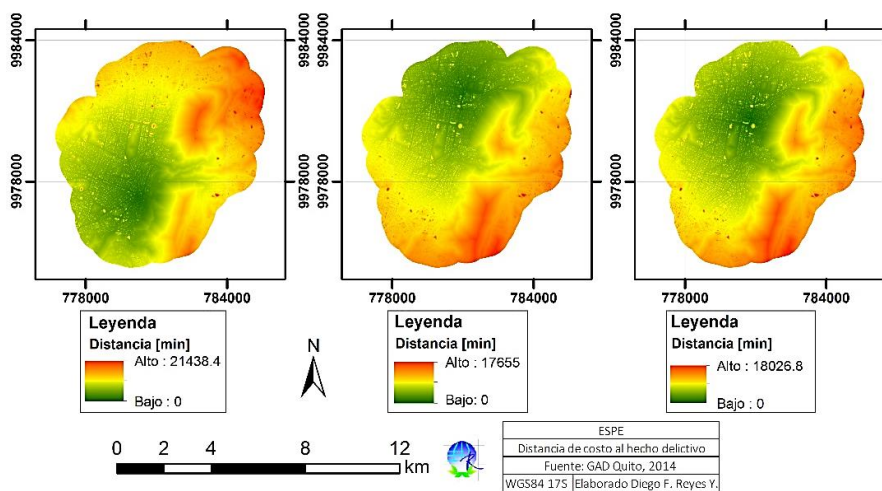 9984000
9984000
9984000
9978000
9978000
9978000
778000 784000
778000 784000
778000 784000
Leyenda
Distancia [min]
Alto : 21438.4
Bajo : 0
N
Leyenda
Distancia [min]
Alto : 17655
Bajo: 0
Leyenda
Distancia [min]
Alto : 18026.8
Bajo : 0
0 2 4 8 12
km
R
ESPE
Distancia de costo al hecho delictivo
Fuente: GAD Quito, 2014
WGS84 17S Elaborado Diego F. Reyes Y.